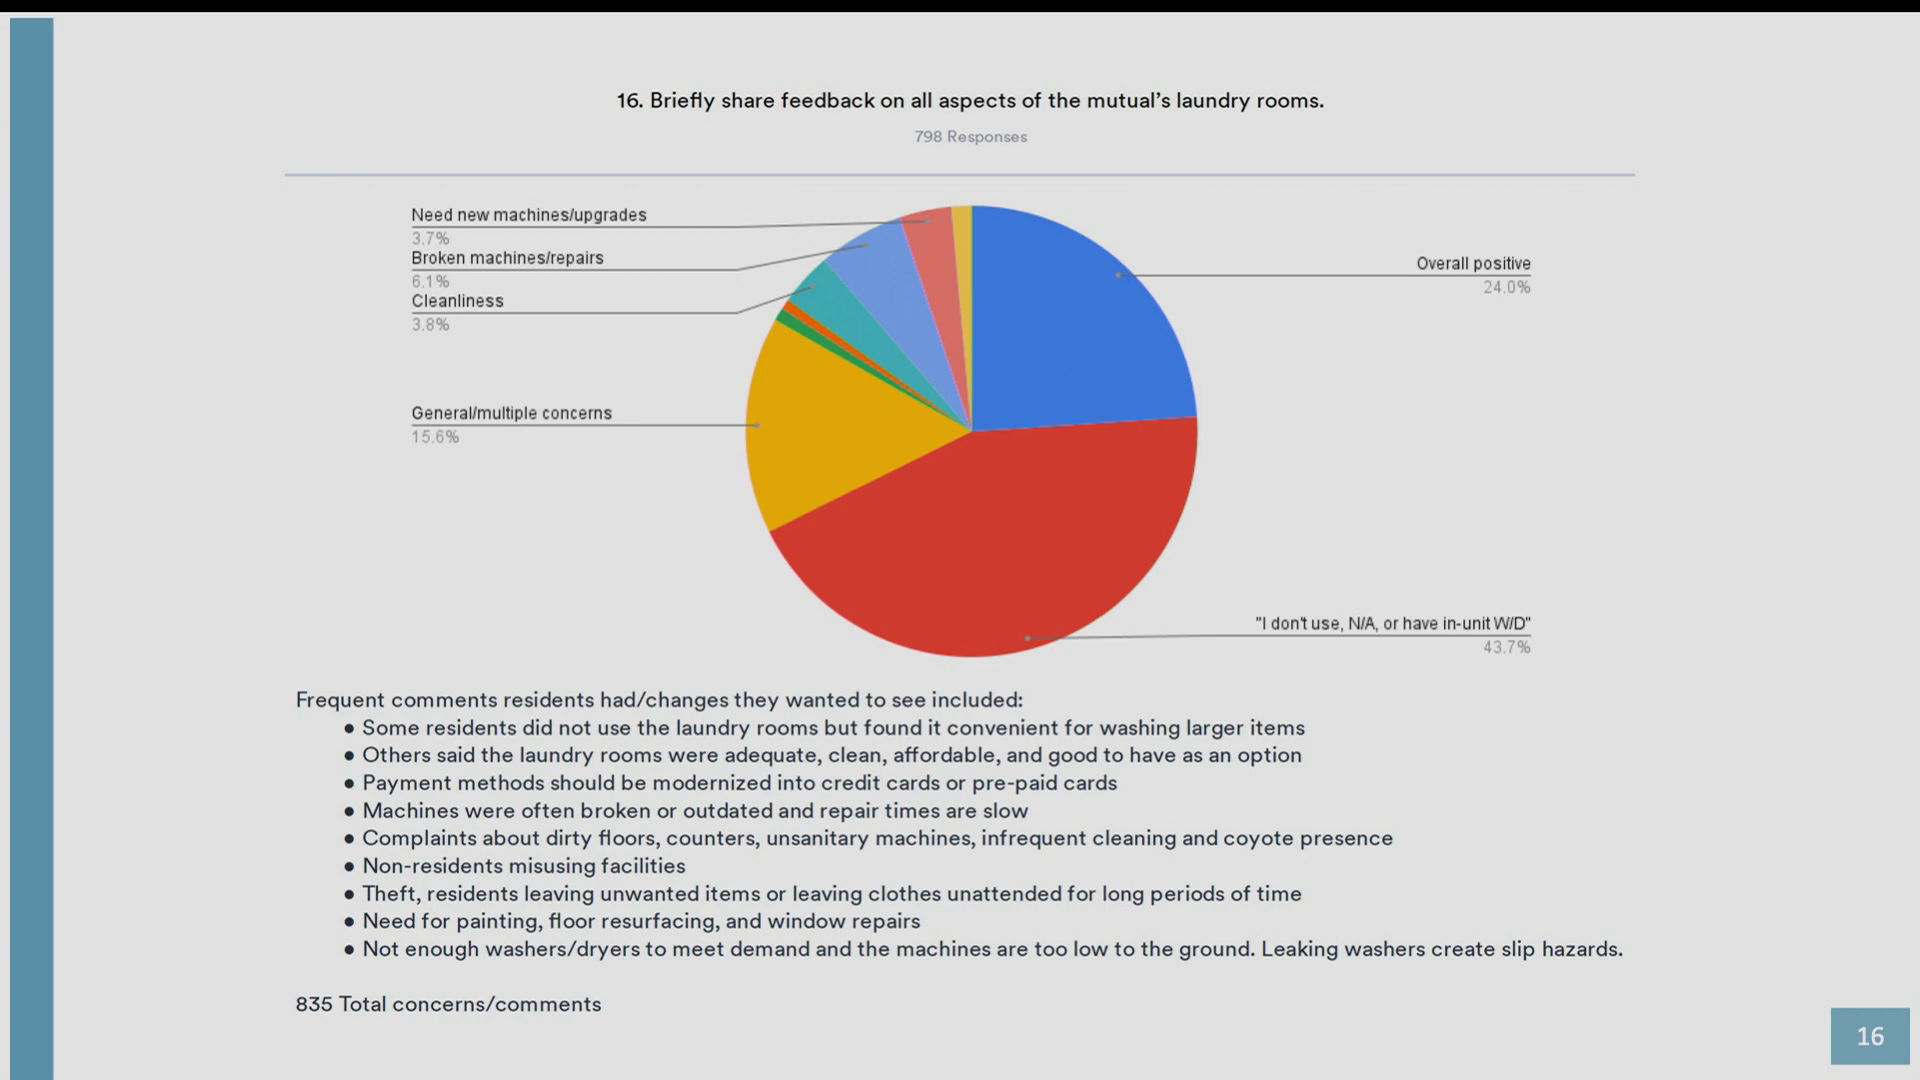 16. Briefly share feedback on all aspects of the mutual's laundry rooms.
798 Responses
Need new machines/upgrades
3.7%
Broken machines/repairs
6.1%
Cleanliness
3.8%
General/multiple concerns
15.6%
Overall positive
24.0%
"I don't use, N/A, or have in-unit W/D"
43.7%
Frequent comments residents had/changes they wanted to see included:
● Some residents did not use the laundry rooms but found it convenient for washing larger items
● Others said the laundry rooms were adequate, clean, affordable, and good to have as an option
● Payment methods should be modernized into credit cards or pre-paid cards
● Machines were often broken or outdated and repair times are slow
● Complaints about dirty floors, counters, unsanitary machines, infrequent cleaning and coyote presence
● Non-residents misusing facilities
● Theft, residents leaving unwanted items or leaving clothes unattended for long periods of time
● Need for painting, floor resurfacing, and window repairs
● Not enough washers/dryers to meet demand and the machines are too low to the ground. Leaking washers create slip hazards.
835 Total concerns/comments
16